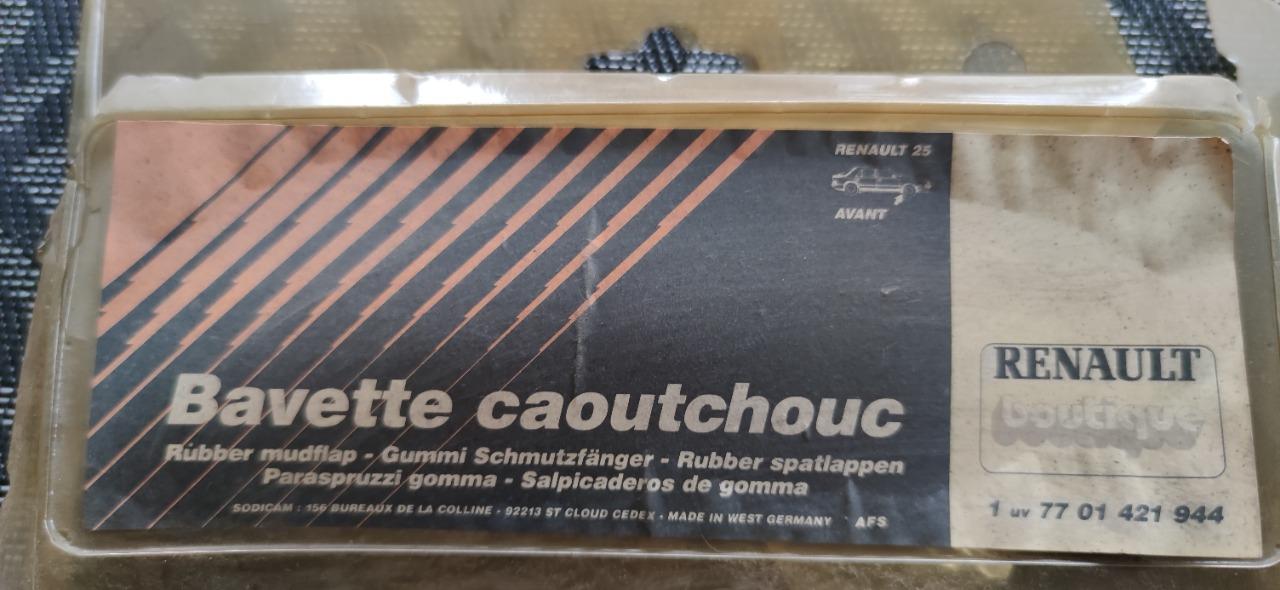 RENAULT 25
AVANT
Bavette caoutchouc
Rubber mudflap - Gummi Schmutzfänger - Rubber spatlappen
Paraspruzzi gomma - Salpicaderos de gomma
SODICAM : 156 BUREAUX DE LA COLLINE - 92213 ST CLOUD CEDEX - MADE IN WEST GERMANY AFS
RENAULT
boutique
1 uv 77 01 421 944